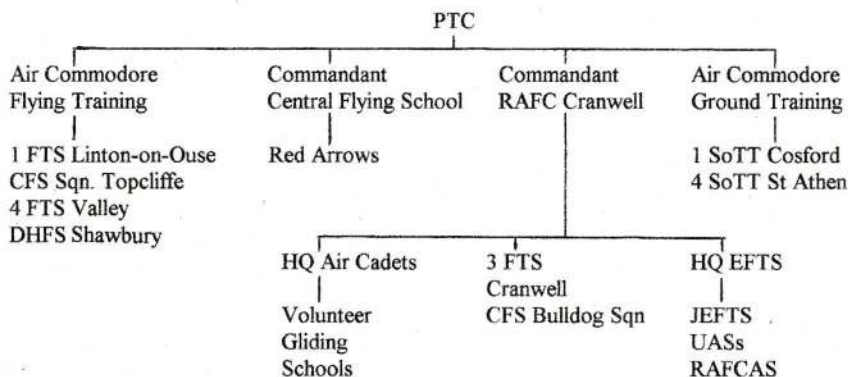 PTC
Air Commodore
Flying Training
Commandant
Central Flying School
Commandant
RAFC Cranwell
Air Commodore
Ground Training
1 FTS Linton-on-Ouse
CFS Sqn. Topcliffe
4 FTS Valley
DHFS Shawbury
Red Arrows
1 SoTT Cosford
4 SoTT St Athen
HQ Air Cadets
3 FTS
Cranwell
CFS Bulldog Sqn
HQ EFTS
Volunteer
Gliding
Schools
JEFTS
UASs
RAFCAS